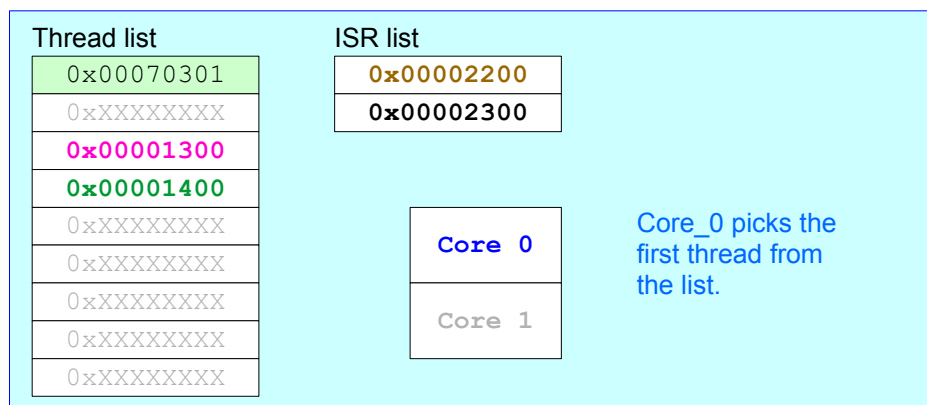 Thread list
0x00070301
0xXXXXXXXX
0x00001300
0x00001400
0xXXXXXXXX
0xXXXXXXXX
0xXXXXXXXX
0xXXXXXXXX
0xXXXXXXXX
ISR list
0x00002200
0x00002300
Core 0
Core 1
Core_0 picks the
first thread from
the list.